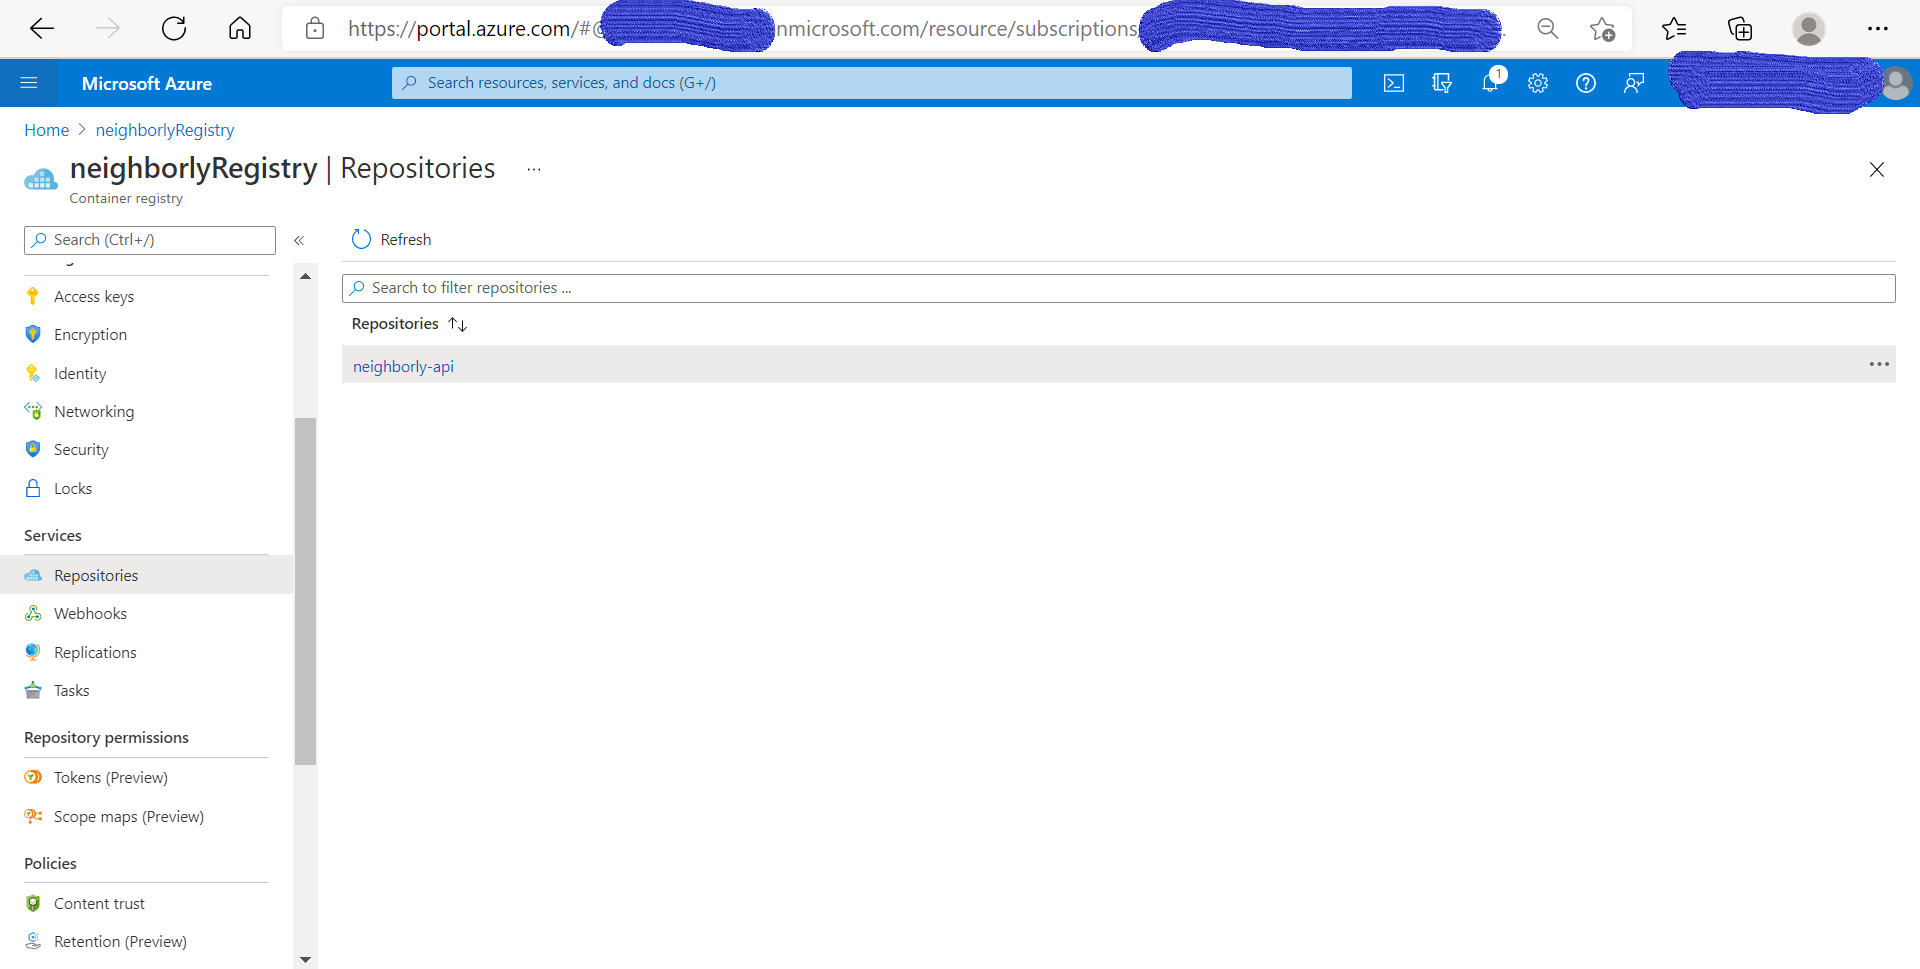 https://portal.azure.com/# nmicrosoft.com/resource/subscriptions/
Microsoft Azure
Search resources, services, and docs (G+/)
1
Home > neighborlyRegistry
neighborlyRegistry | Repositories ...
Container registry
Search (Ctrl+/)
«
Refresh
Access keys
Encryption
Identity
Networking
Security
Locks
Services
Repositories
Webhooks
Replications
Tasks
Repository permissions
Tokens (Preview)
Scope maps (Preview)
Policies
Content trust
Retention (Preview)
Search to filter repositories ...
Repositories
neighborly-api